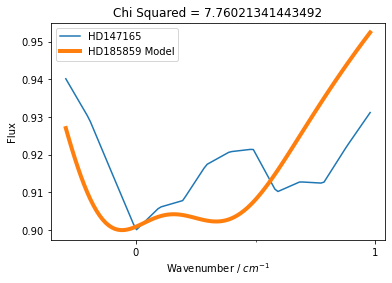 Chi Squared = 7.76021341443492
HD147165
HD185859 Model
Flux
0.95
0.94
0.93
0.92
0.91
0.90
0
1
Wavenumber / cm⁻¹